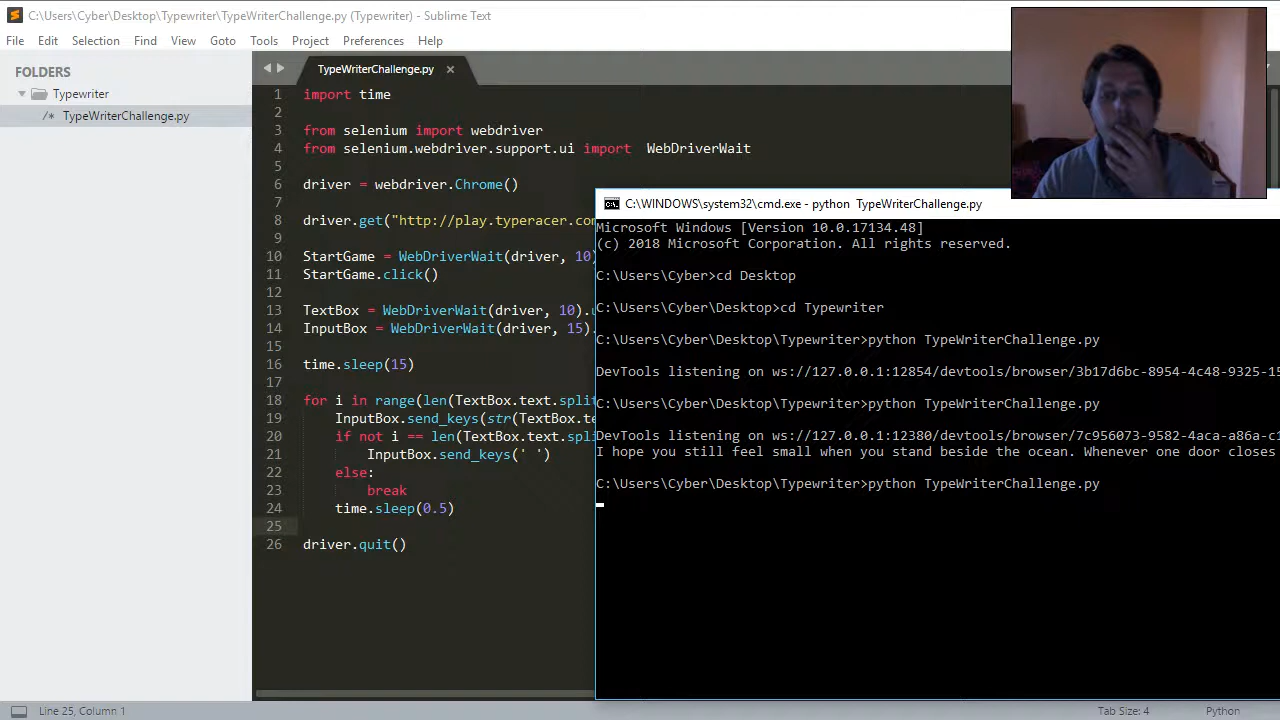 C:\Users\Cyber\Desktop\Typewriter\TypeWriterChallenge.py (Typewriter) - Sublime Text
File Edit Selection Find View Goto Tools Project Preferences Help
FOLDERS
Typewriter
/* TypeWriterChallenge.py
TypeWriterChallenge.py ×
1 import time
2
3 from selenium import webdriver
4 from selenium.webdriver.support.ui import  WebDriverWait
5
6 driver = webdriver.Chrome()
7
8 driver.get("http://play.typeracer.com
9
10 StartGame = WebDriverWait(driver, 10)
11 StartGame.click()
12
13 TextBox = WebDriverWait(driver, 10).
14 InputBox = WebDriverWait(driver, 15).
15
16 time.sleep(15)
17
18 for i in range(len(TextBox.text.split
19 InputBox.send_keys(str(TextBox.te
20 if not i == len(TextBox.text.spli
21 InputBox.send_keys(' ')
22 else:
23 break
24 time.sleep(0.5)
25
26 driver.quit()
C:\WINDOWS\system32\cmd.exe - python  TypeWriterChallenge.py
Microsoft Windows [Version 10.0.17134.48]
(c) 2018 Microsoft Corporation. All rights reserved.
C:\Users\Cyber>cd Desktop
C:\Users\Cyber\Desktop>cd Typewriter
C:\Users\Cyber\Desktop\Typewriter>python TypeWriterChallenge.py
DevTools listening on ws://127.0.0.1:12854/devtools/browser/3b17d6bc-8954-4c48-9325-15
C:\Users\Cyber\Desktop\Typewriter>python TypeWriterChallenge.py
DevTools listening on ws://127.0.0.1:12380/devtools/browser/7c956073-9582-4aca-a86a-c1
I hope you still feel small when you stand beside the ocean. Whenever one door closes
C:\Users\Cyber\Desktop\Typewriter>python TypeWriterChallenge.py
Line 25, Column 1
Tab Size: 4
Python